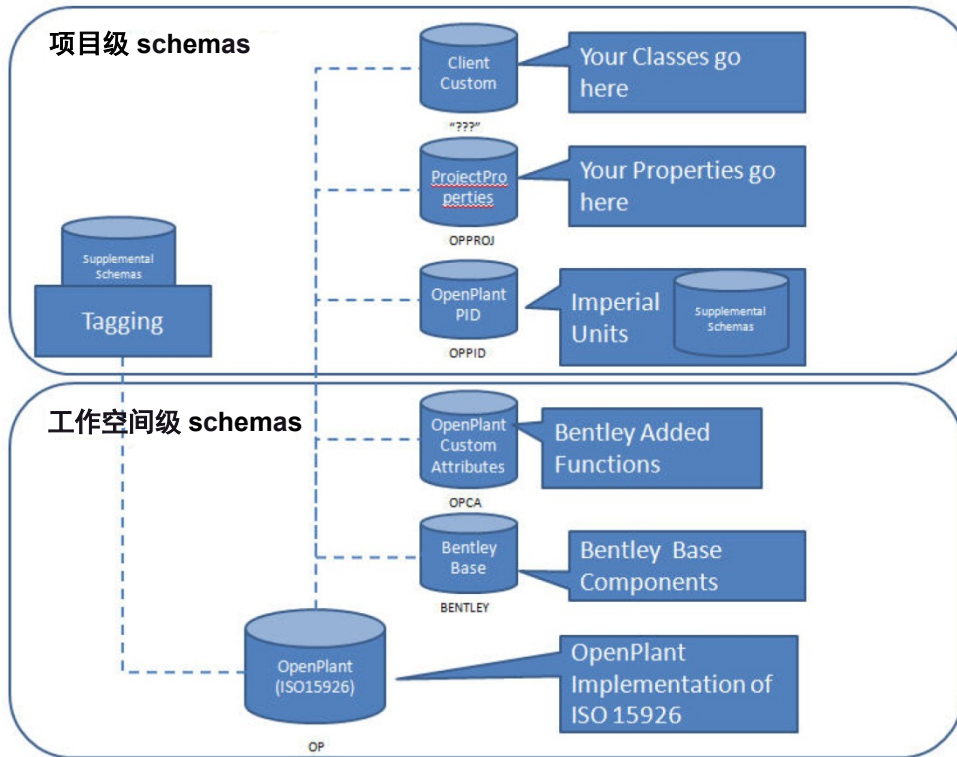 项目级 schemas
Client
Custom
"???"
Your Classes go
here
ProjectPro
perties
OPPROJ
Your Properties go
here
Supplemental
Schemas
Tagging
OpenPlant
PID
OPPID
Imperial
Units
Supplemental
Schemas
工作空间级 schemas
OpenPlant
Custom
Attributes
OPCA
Bentley Added
Functions
Bentley
Base
BENTLEY
Bentley Base
Components
OpenPlant
(ISO15926)
OP
OpenPlant
Implementation of
ISO 15926